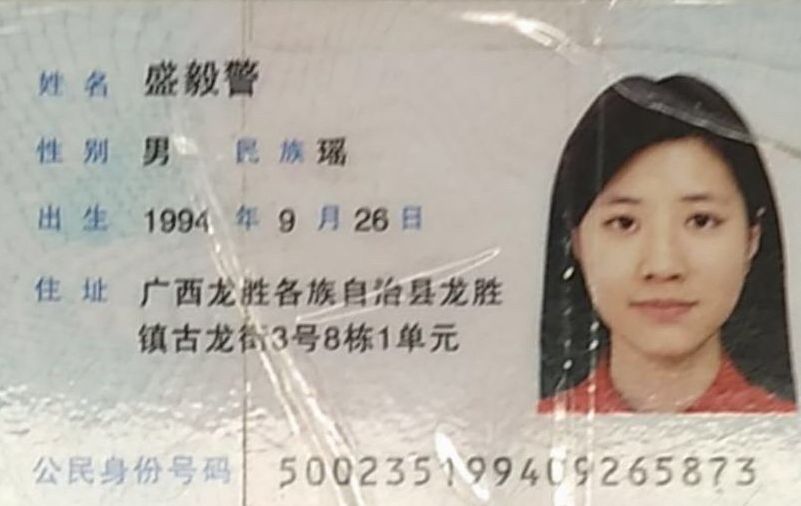 姓名 盛毅警
性别 男 民族 瑶
出生 1994 年 9 月 26 日
住址 广西龙胜各族自治县龙胜
镇古龙街3号8栋1单元
公民身份号码 500235199409265873